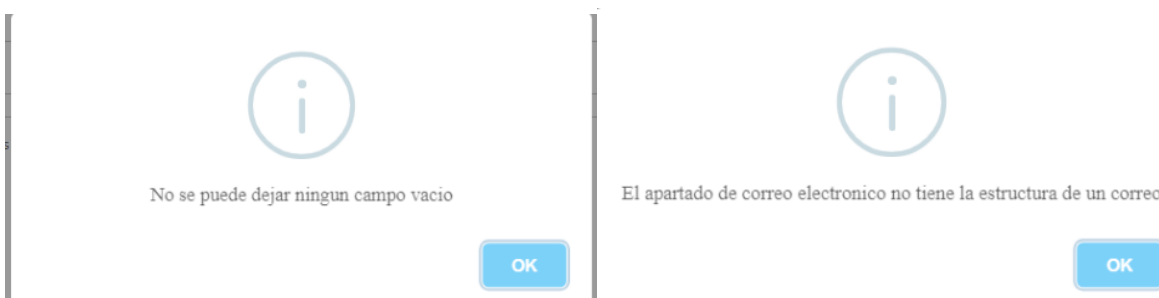 No se puede dejar ningun campo vacio
OK
El apartado de correo electronico no tiene la estructura de un correo
OK